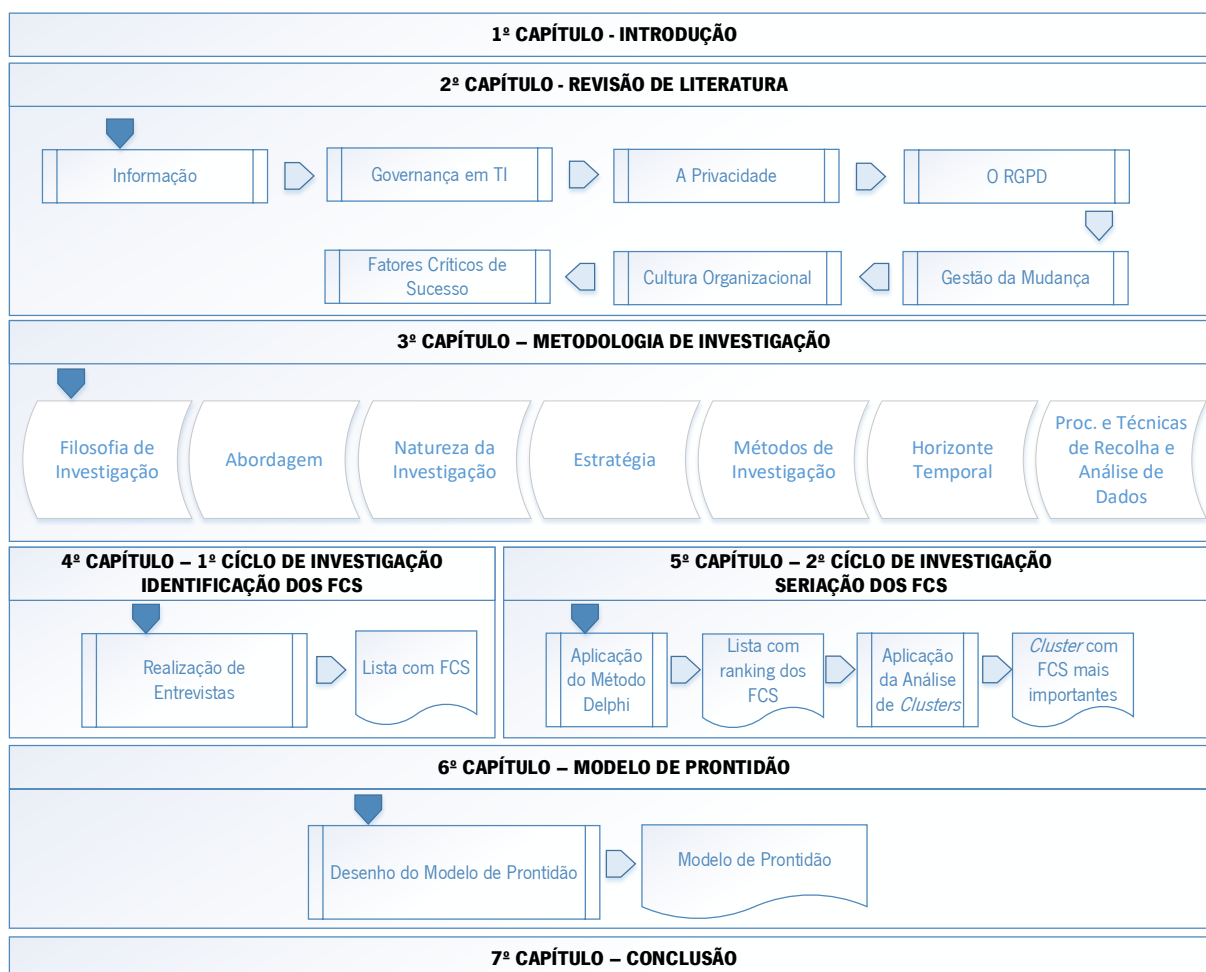 1º CAPÍTULO - INTRODUÇÃO
2º CAPÍTULO - REVISÃO DE LITERATURA
Informação
Governança em TI
A Privacidade
O RGPD
Fatores Críticos de
Sucesso
Cultura Organizacional
Gestão da Mudança
3º CAPÍTULO – METODOLOGIA DE INVESTIGAÇÃO
Filosofia de
Investigação
Abordagem
Natureza da
Investigação
Estratégia
Métodos de
Investigação
Horizonte
Temporal
Proc. e Técnicas
de Recolha e
Análise de
Dados
4º CAPÍTULO – 1º CÍCLO DE INVESTIGAÇÃO
IDENTIFICAÇÃO DOS FCS
Realização de
Entrevistas
Lista com FCS
5º CAPÍTULO – 2º CÍCLO DE INVESTIGAÇÃO
SERIAÇÃO DOS FCS
Aplicação
do Método
Delphi
Lista com
ranking dos
FCS
Aplicação
da Análise
de Clusters
Cluster com
FCS mais
importantes
6º CAPÍTULO – MODELO DE PRONTIDÃO
Desenho do Modelo de Prontidão
Modelo de Prontidão
7º CAPÍTULO – CONCLUSÃO